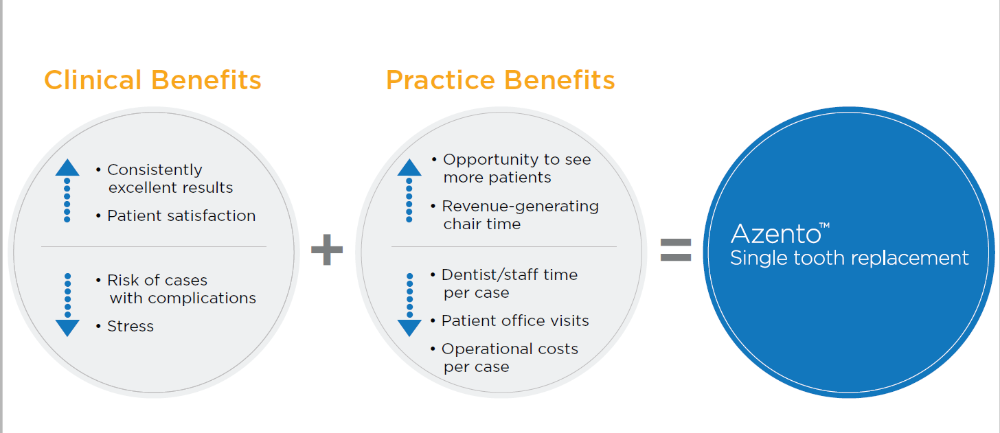 Clinical Benefits
• Consistently
excellent results
• Patient satisfaction
• Risk of cases
with complications
• Stress
+
Practice Benefits
• Opportunity to see
more patients
• Revenue-generating
chair time
• Dentist/staff time
per case
• Patient office visits
• Operational costs
per case
=
Azento™
Single tooth replacement